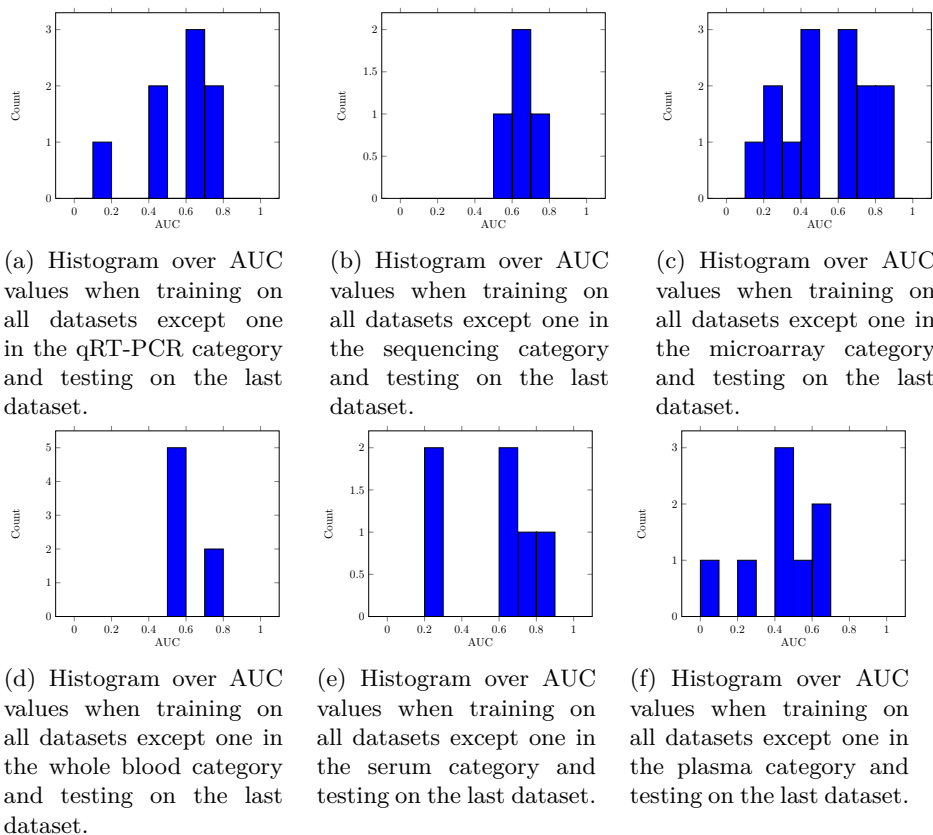 3
2
1
0
Count
0
0.2
0.4
0.6
0.8
1
AUC
2
1.5
1
0.5
0
Count
0
0.2
0.4
0.6
0.8
1
AUC
3
2
1
0
Count
0
0.2
0.4
0.6
0.8
1
AUC
(a) Histogram over AUC
values when training on
all datasets except one
in the qRT-PCR category
and testing on the last
dataset.
(b) Histogram over AUC
values when training on
all datasets except one in
the sequencing category
and testing on the last
dataset.
(c) Histogram over AUC
values when training on
all datasets except one in
the microarray category
and testing on the last
dataset.
5
4
3
2
1
0
Count
0
0.2
0.4
0.6
0.8
1
AUC
2
1.5
1
0.5
0
Count
0
0.2
0.4
0.6
0.8
1
AUC
3
2
1
0
Count
0
0.2
0.4
0.6
0.8
1
AUC
(d) Histogram over AUC
values when training on
all datasets except one in
the whole blood category
and testing on the last
dataset.
(e) Histogram over AUC
values when training on
all datasets except one in
the serum category and
testing on the last dataset.
(f) Histogram over AUC
values when training on
all datasets except one in
the plasma category and
testing on the last dataset.